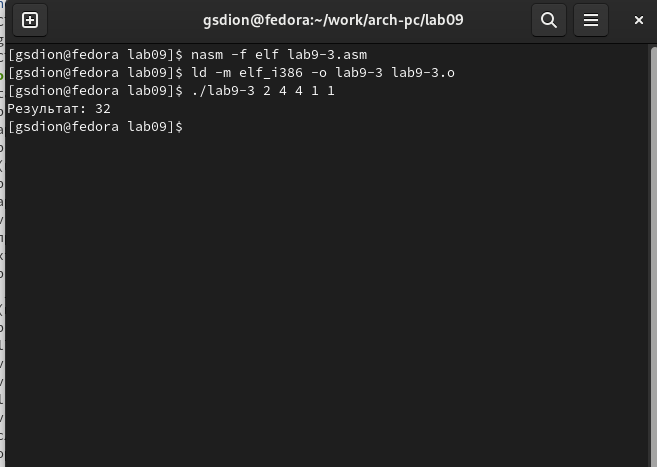 gsdion@fedora:~/work/arch-pc/lab09
[gsdion@fedora lab09]$ nasm -f elf lab9-3.asm
[gsdion@fedora lab09]$ ld -m elf_i386 -o lab9-3 lab9-3.o
[gsdion@fedora lab09]$ ./lab9-3 2 4 4 1 1
Результат: 32
[gsdion@fedora lab09]$